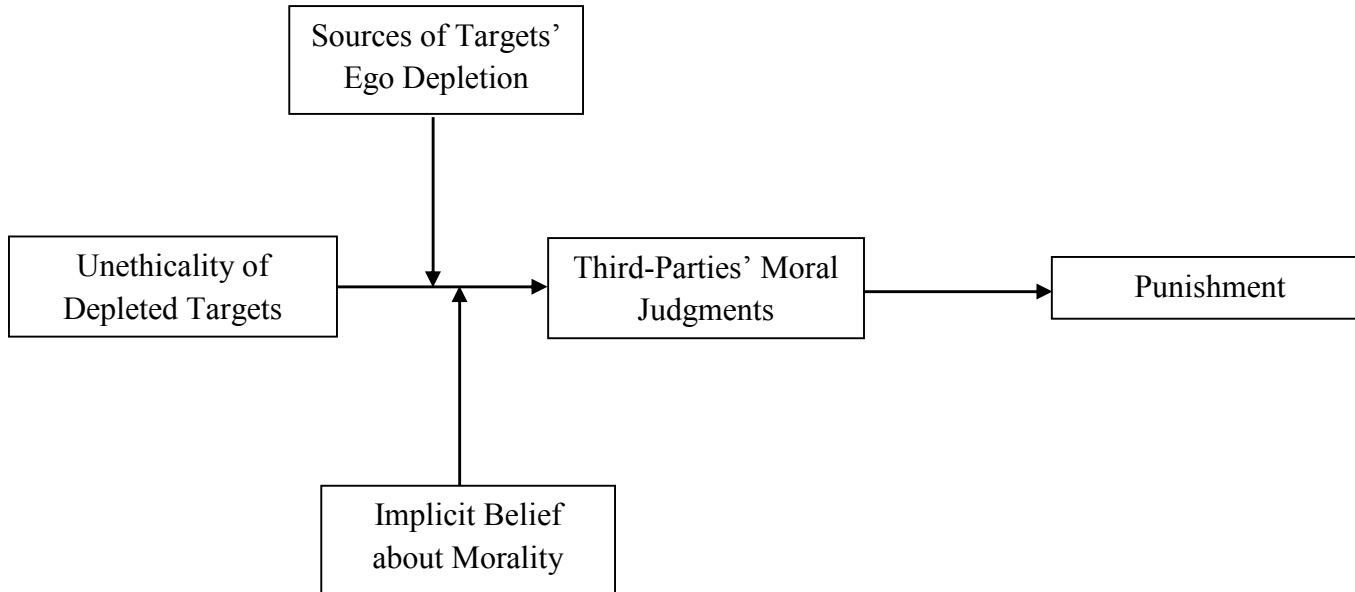 Sources of Targets’
Ego Depletion
Unethicality of
Depleted Targets
Third-Parties’ Moral
Judgments
Punishment
Implicit Belief
about Morality